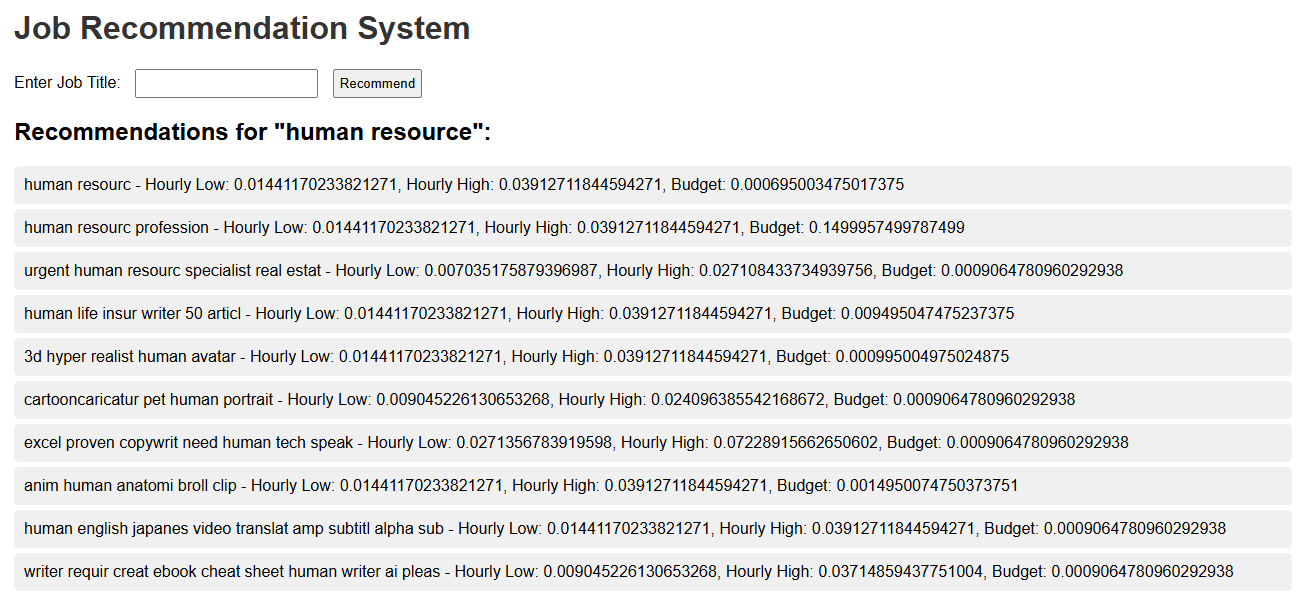 Job Recommendation System
Enter Job Title: Recommend
Recommendations for "human resource":
human resourc - Hourly Low: 0.01441170233821271, Hourly High: 0.03912711844594271, Budget: 0.000695003475017375
human resourc profession - Hourly Low: 0.01441170233821271, Hourly High: 0.03912711844594271, Budget: 0.1499957499787499
urgent human resourc specialist real estat - Hourly Low: 0.007035175879396987, Hourly High: 0.027108433734939756, Budget: 0.0009064780960292938
human life insur writer 50 articl - Hourly Low: 0.01441170233821271, Hourly High: 0.03912711844594271, Budget: 0.009495047475237375
3d hyper realist human avatar - Hourly Low: 0.01441170233821271, Hourly High: 0.03912711844594271, Budget: 0.000995004975024875
cartooncaricatur pet human portrait - Hourly Low: 0.009045226130653268, Hourly High: 0.024096385542168672, Budget: 0.0009064780960292938
excel proven copywrit need human tech speak - Hourly Low: 0.0271356783919598, Hourly High: 0.07228915662650602, Budget: 0.0009064780960292938
anim human anatomi broll clip - Hourly Low: 0.01441170233821271, Hourly High: 0.03912711844594271, Budget: 0.0014950074750373751
human english japanes video translat amp subtitl alpha sub - Hourly Low: 0.01441170233821271, Hourly High: 0.03912711844594271, Budget: 0.0009064780960292938
writer requir creat ebook cheat sheet human writer ai pleas - Hourly Low: 0.009045226130653268, Hourly High: 0.03714859437751004, Budget: 0.0009064780960292938